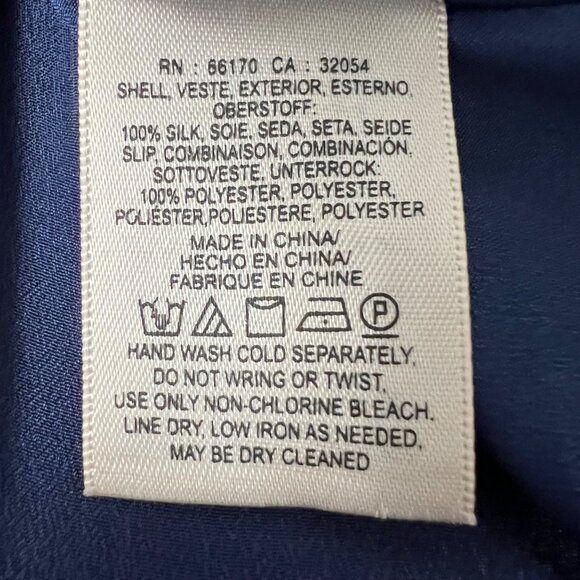 RN : 66170 CA : 32054
SHELL, VESTE, EXTERIOR, ESTERNO,
OBERSTOFF:
100% SILK, SOIE, SEDA, SETA, SEIDE
SLIP, COMBINAISON, COMBINACIÓN,
SOTTOVESTE, UNTERROCK:
100% POLYESTER, POLYESTER,
POLIÉSTER,POLIESTERE, POLYESTER
MADE IN CHINA/
HECHO EN CHINA/
FABRIQUE EN CHINE
P
HAND WASH COLD SEPARATELY,
DO NOT WRING OR TWIST,
USE ONLY NON-CHLORINE BLEACH.
LINE DRY, LOW IRON AS NEEDED.
MAY BE DRY CLEANED